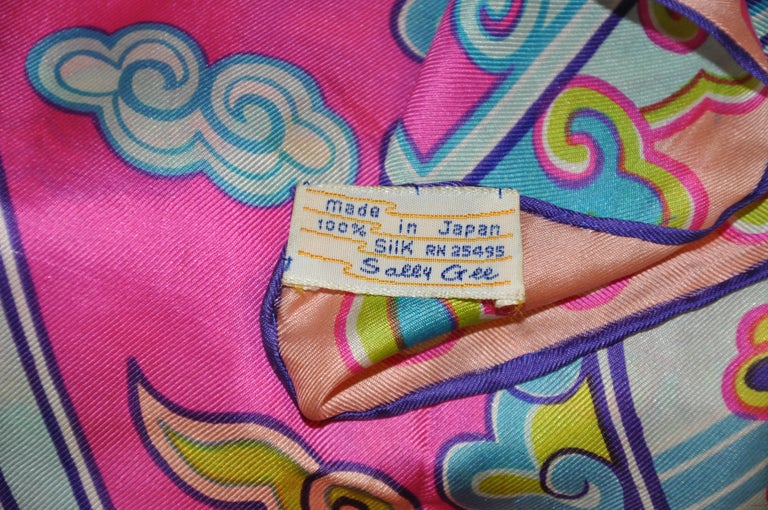 made in Japan
100% Silk RN 25495
Sally Gee